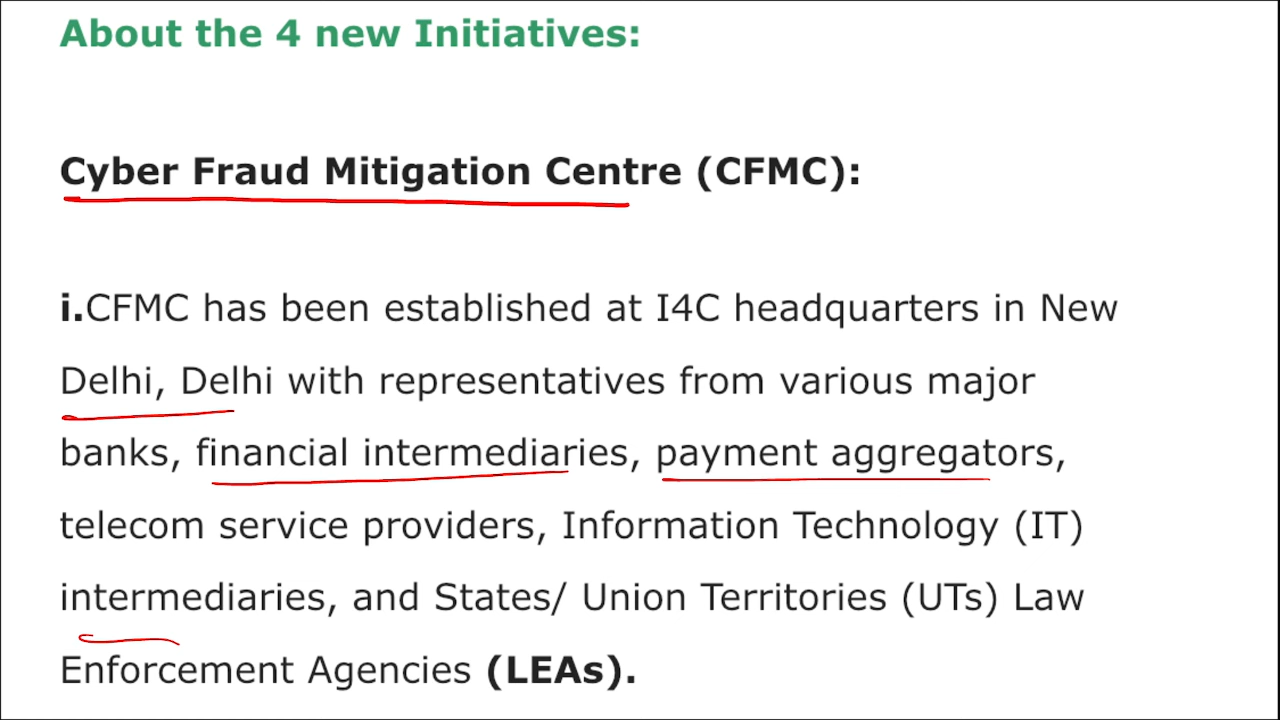 About the 4 new Initiatives:
Cyber Fraud Mitigation Centre (CFMC):
i.CFMC has been established at I4C headquarters in New
Delhi, Delhi with representatives from various major
banks, financial intermediaries, payment aggregators,
telecom service providers, Information Technology (IT)
intermediaries, and States/ Union Territories (UTs) Law
Enforcement Agencies (LEAs).